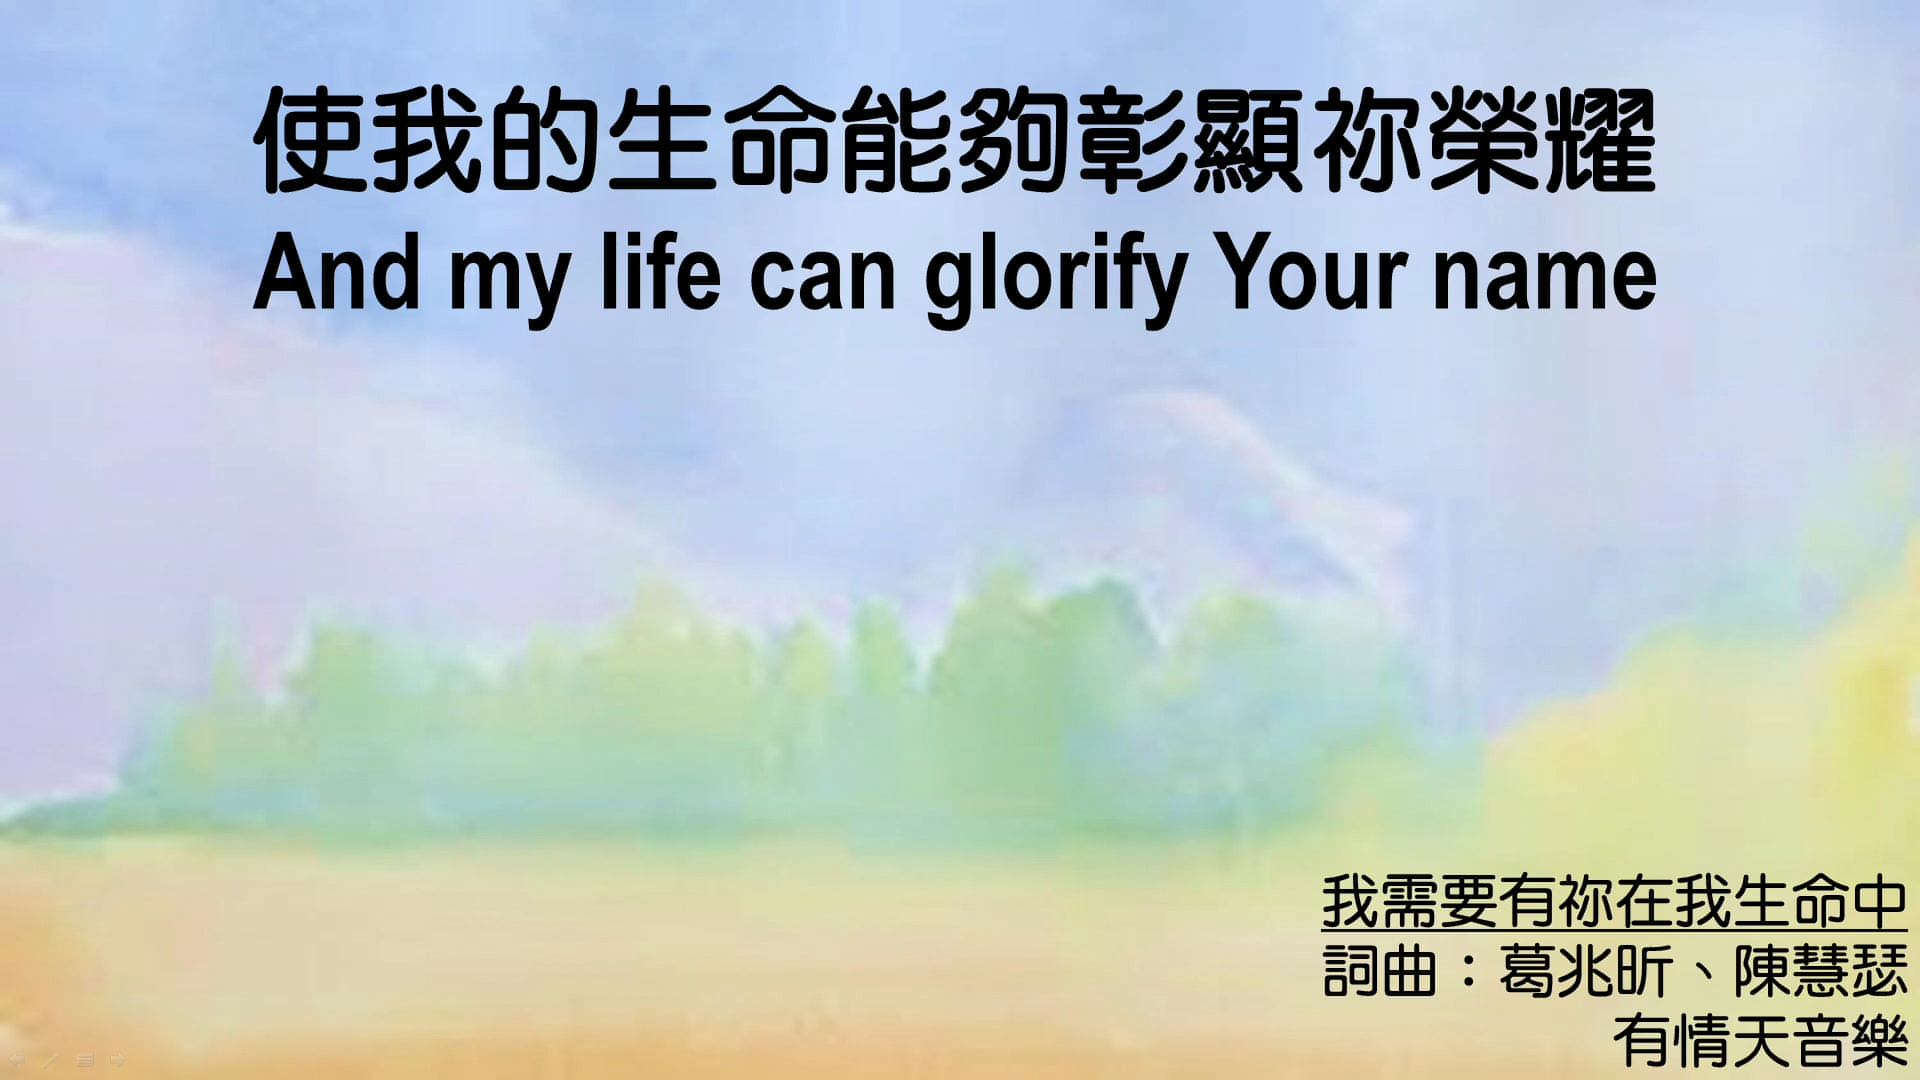 使我的生命能夠彰顯祢榮耀
And my life can glorify Your name
我需要有祢在我生命中
詞曲：葛兆昕、陳慧瑟
有情天音樂